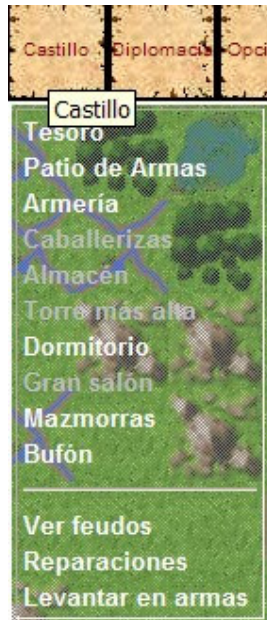 Castillo Diplomacia Opci
Castillo
Tesoro
Patio de Armas
Armería
Caballerizas
Almacén
Torre más alta
Dormitorio
Gran salón
Mazmorras
Bufón
Ver feudos
Reparaciones
Levantar en armas